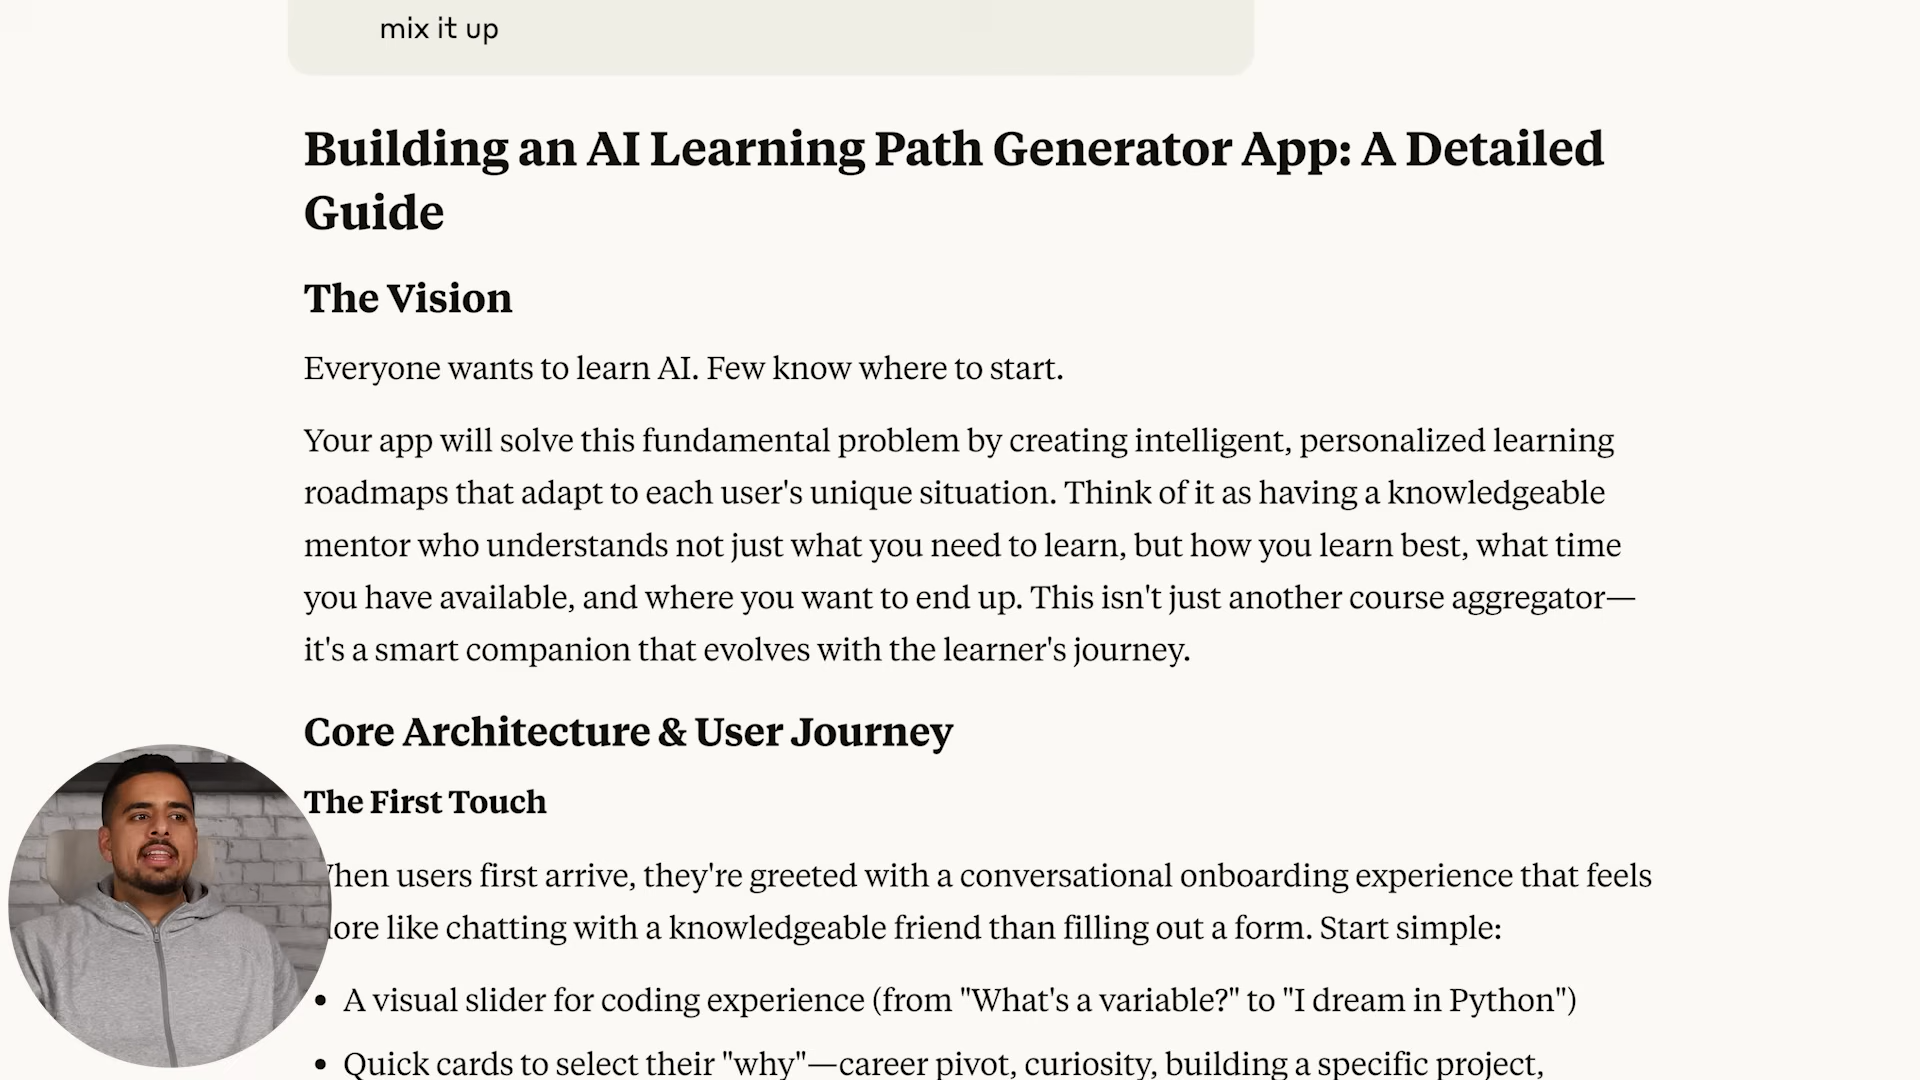 mix it up
Building an AI Learning Path Generator App: A Detailed
Guide
The Vision
Everyone wants to learn AI. Few know where to start.
Your app will solve this fundamental problem by creating intelligent, personalized learning
roadmaps that adapt to each user's unique situation. Think of it as having a knowledgeable
mentor who understands not just what you need to learn, but how you learn best, what time
you have available, and where you want to end up. This isn't just another course aggregator—
it's a smart companion that evolves with the learner's journey.
Core Architecture & User Journey
The First Touch
When users first arrive, they're greeted with a conversational onboarding experience that feels
more like chatting with a knowledgeable friend than filling out a form. Start simple:
• A visual slider for coding experience (from "What's a variable?" to "I dream in Python")
• Quick cards to select their "why"—career pivot, curiosity, building a specific project,